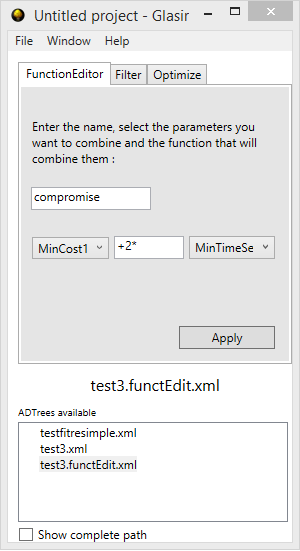 Untitled project - Glasir
File Window Help
FunctionEditor Filter Optimize
Enter the name, select the parameters you
want to combine and the function that will
combine them :
compromise
MinCost1 +2* MinTimeSe
Apply
test3.functEdit.xml
ADTrees available
testfitresimple.xml
test3.xml
test3.functEdit.xml
Show complete path